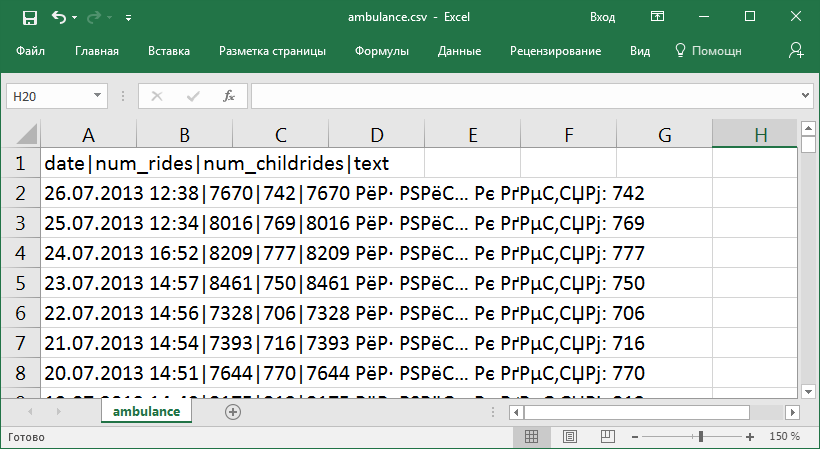 ambulance.csv - Excel
Вход
Файл Главная Вставка Разметка страницы Формулы Данные Рецензирование Вид Помощн
H20
fx
A B C D E F G H
1 date|num_rides|num_childrides|text
2 26.07.2013 12:38|7670|742|7670 РёР· РЅРёС… Рє РґРµС‚СЏРј: 742
3 25.07.2013 12:34|8016|769|8016 РёР· РЅРёС… Рє РґРµС‚СЏРј: 769
4 24.07.2013 16:52|8209|777|8209 РёР· РЅРёС… Рє РґРµС‚СЏРј: 777
5 23.07.2013 14:57|8461|750|8461 РёР· РЅРёС… Рє РґРµС‚СЏРј: 750
6 22.07.2013 14:56|7328|706|7328 РёР· РЅРёС… Рє РґРµС‚СЏРј: 706
7 21.07.2013 14:54|7393|716|7393 РёР· РЅРёС… Рє РґРµС‚СЏРј: 716
8 20.07.2013 14:51|7644|770|7644 РёР· РЅРёС… Рє РґРµС‚СЏРј: 770
ambulance
Готово
150 %